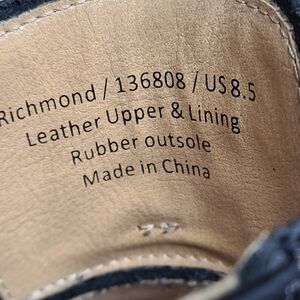 Richmond / 136808 / US 8.5
Leather Upper & Lining
Rubber outsole
Made in China